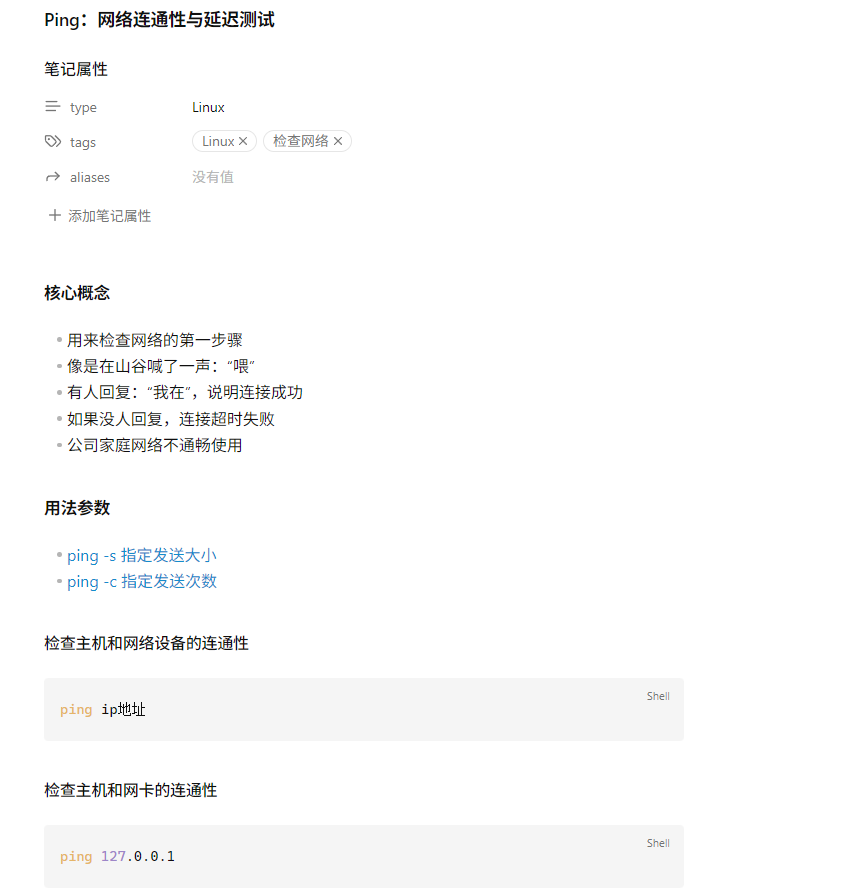 Ping：网络连通性与延迟测试
笔记属性
type Linux
tags Linux × 检查网络 ×
aliases 没有值
+ 添加笔记属性
核心概念
• 用来检查网络的第一步骤
• 像是在山谷喊了一声：“喂”
• 有人回复：“我在”，说明连接成功
• 如果没人回复，连接超时失败
• 公司家庭网络不通畅使用
用法参数
• ping -s 指定发送大小
• ping -c 指定发送次数
检查主机和网络设备的连通性
Shell
ping ip地址
检查主机和网卡的连通性
Shell
ping 127.0.0.1